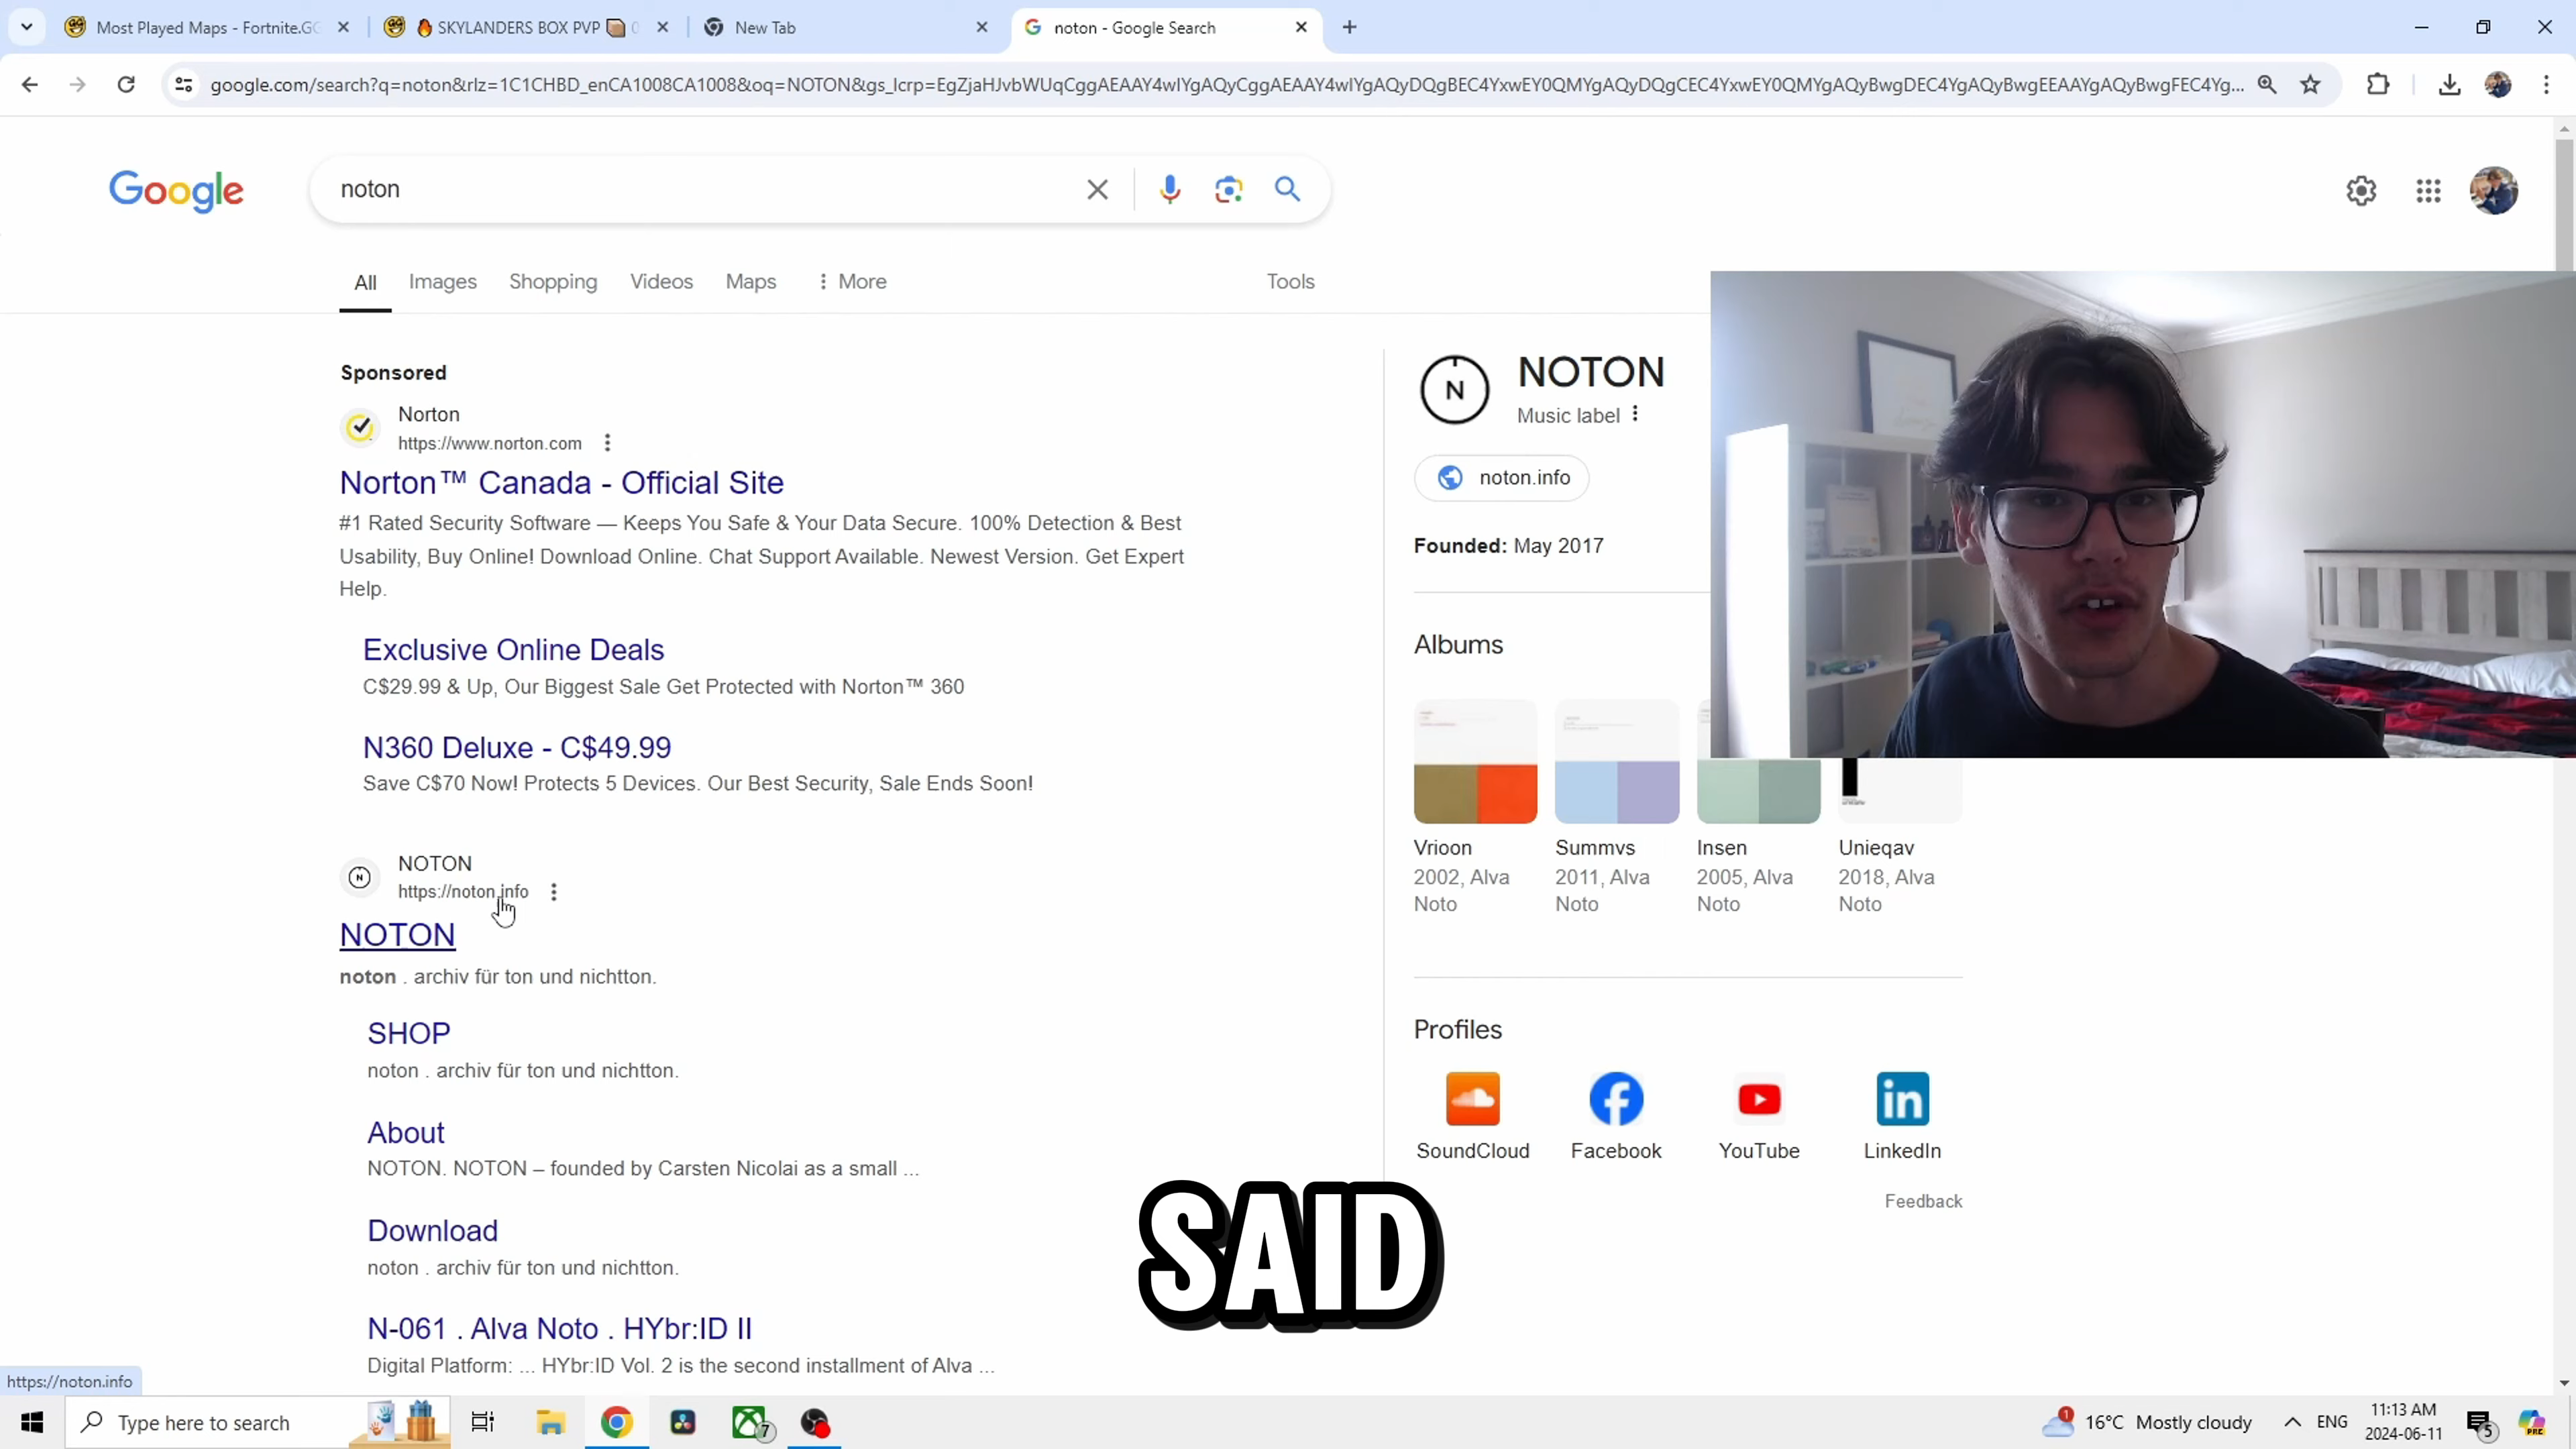 Most Played Maps - Fortnite.GG
🔥 SKYLANDERS BOX PVP
New Tab
noton - Google Search
google.com/search?q=noton&rlz=1C1CHBD_enCA1008CA1008&oq=NOTON&gs_lcrp=EgZjaHJvbWUqCggAEAAY4wIYgAQyCggAEAAY4wIYgAQyDQgBEC4YxwEY0QMYgAQyDQgCEC4YxwEY0QMYgAQyBwgDEC4YgAQyBwgEEAAYgAQyBwgFEC4Yg...
Google
noton
All Images Shopping Videos Maps More Tools
Sponsored
Norton
https://www.norton.com
Norton™ Canada - Official Site
#1 Rated Security Software — Keeps You Safe & Your Data Secure. 100% Detection & Best
Usability, Buy Online! Download Online. Chat Support Available. Newest Version. Get Expert
Help.
Exclusive Online Deals
C$29.99 & Up, Our Biggest Sale Get Protected with Norton™ 360
N360 Deluxe - C$49.99
Save C$70 Now! Protects 5 Devices. Our Best Security, Sale Ends Soon!
NOTON
https://noton.info
NOTON
noton . archiv für ton und nichtton.
SHOP
noton . archiv für ton und nichtton.
About
NOTON. NOTON – founded by Carsten Nicolai as a small ...
Download
noton . archiv für ton und nichtton.
N-061 . Alva Noto . HYbr:ID II
Digital Platform: ... HYbr:ID Vol. 2 is the second installment of Alva ...
N
NOTON
Music label
noton.info
Founded: May 2017
Albums
Vrioon
2002, Alva
Noto
Summvs
2011, Alva
Noto
Insen
2005, Alva
Noto
Unieqav
2018, Alva
Noto
Profiles
SoundCloud Facebook YouTube LinkedIn
Feedback
SAID
https://noton.info
Type here to search
7
1
16°C Mostly cloudy
ENG
11:13 AM
2024-06-11
5
PRE